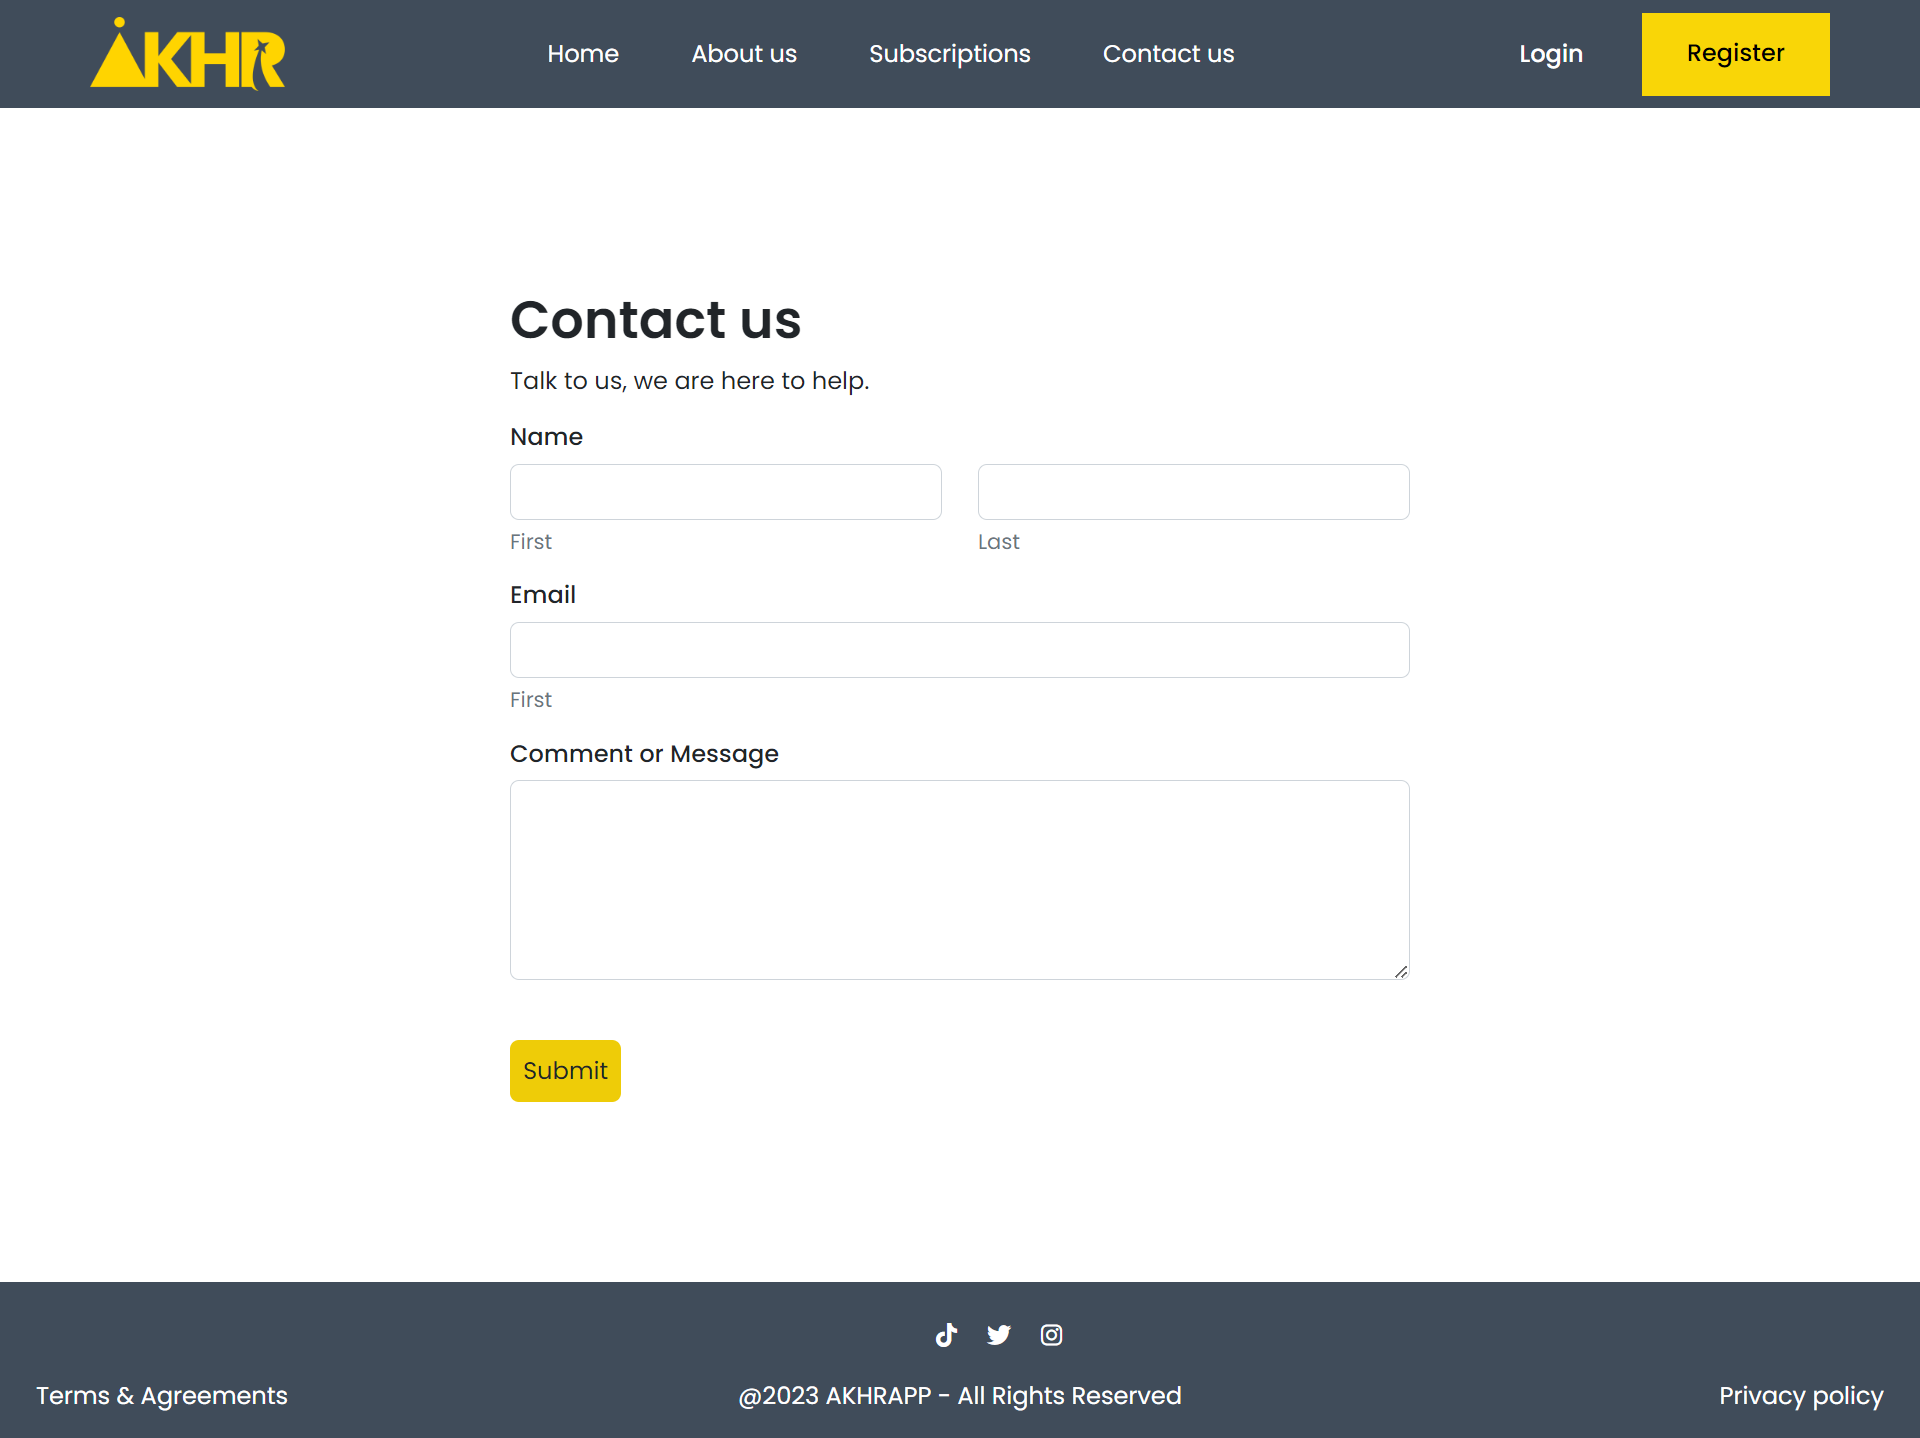 AKHR
Home About us Subscriptions Contact us Login Register
Contact us
Talk to us, we are here to help.
Name
First Last
Email
First
Comment or Message
Submit
Terms & Agreements @2023 AKHRAPP - All Rights Reserved Privacy policy